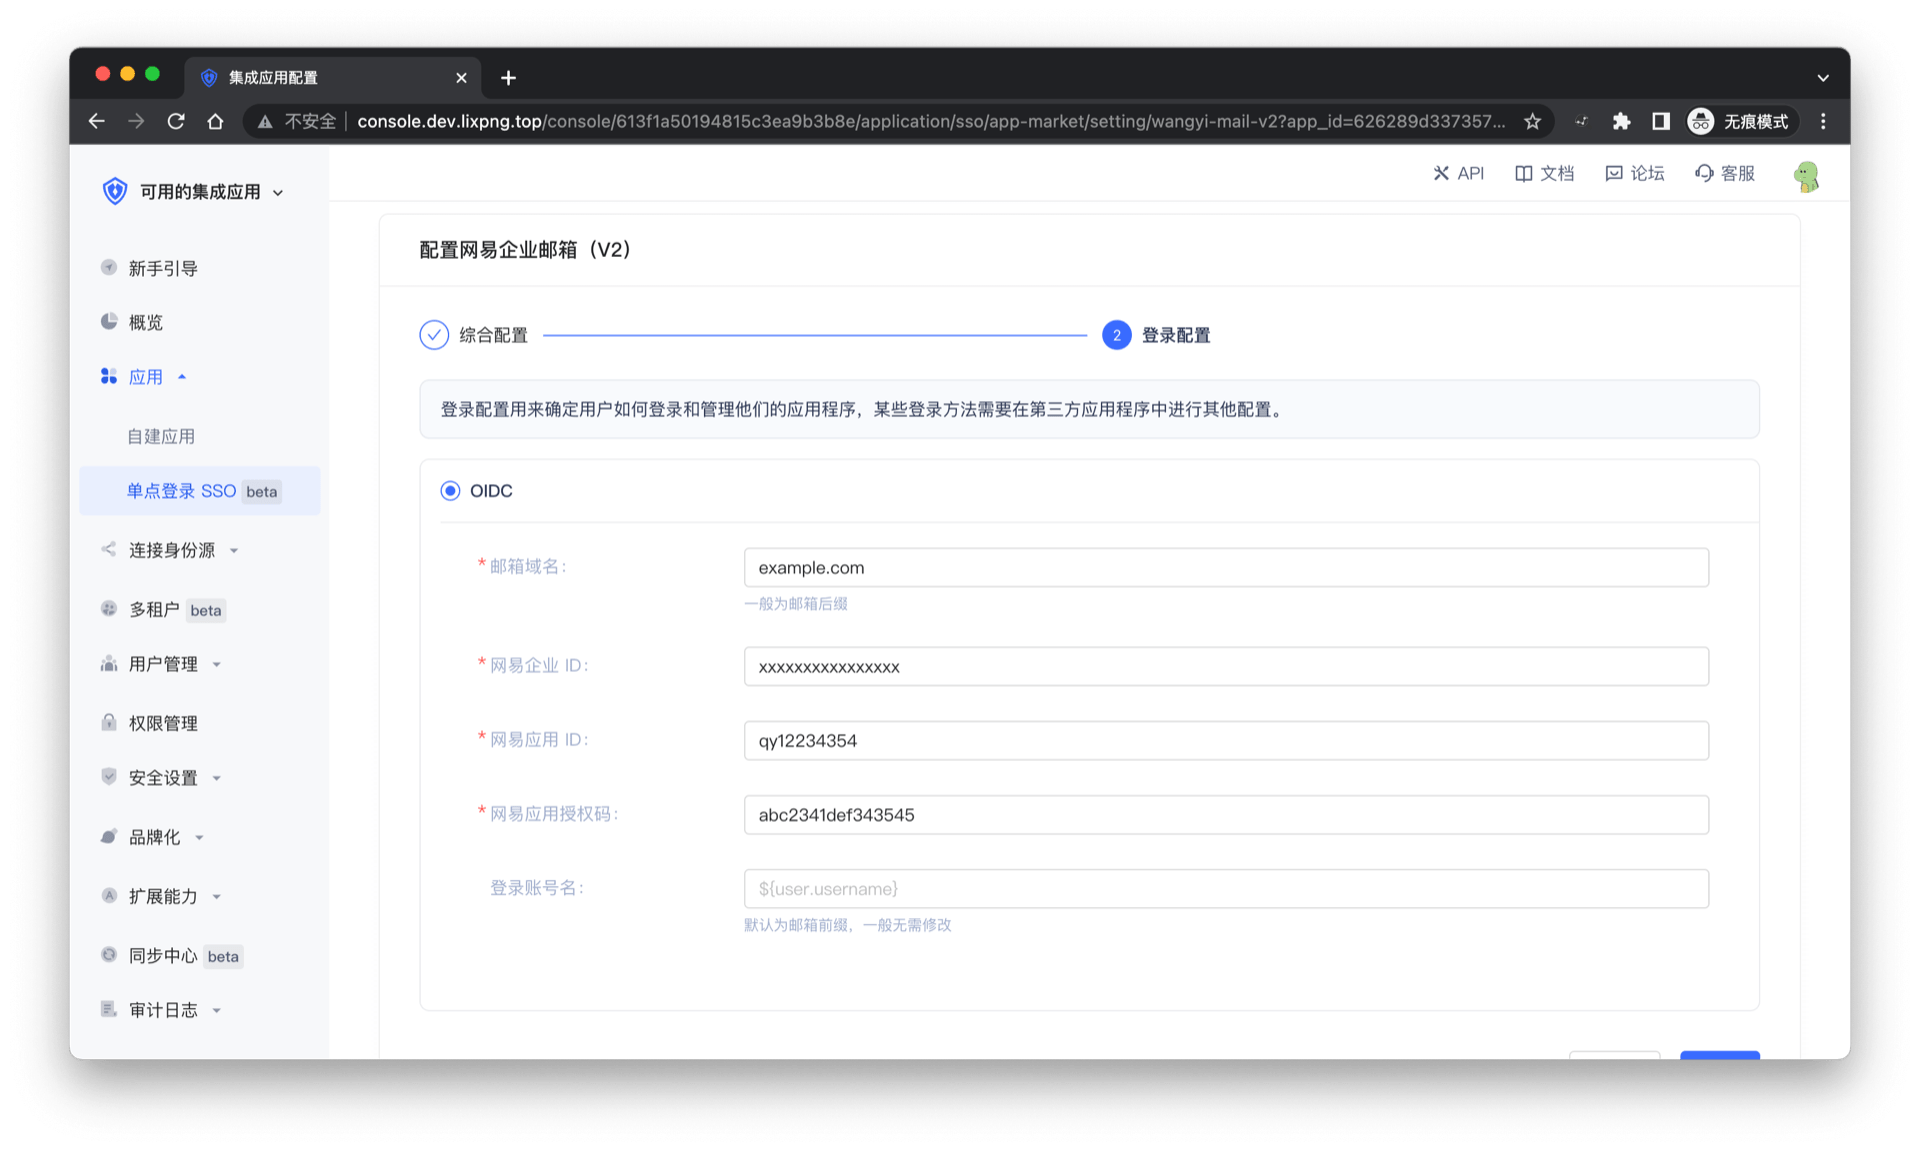 集成应用配置
不安全 console.dev.lixpng.top/console/613f1a50194815c3ea9b3b8e/application/sso/app-market/setting/wangyi-mail-v2?app_id=626289d337357... 无痕模式
可用的集成应用
API 文档 论坛 客服
新手引导
概览
应用
自建应用
单点登录 SSO beta
连接身份源
多租户 beta
用户管理
权限管理
安全设置
品牌化
扩展能力
同步中心 beta
审计日志
配置网易企业邮箱（V2）
综合配置 2 登录配置
登录配置用来确定用户如何登录和管理他们的应用程序，某些登录方法需要在第三方应用程序中进行其他配置。
OIDC
* 邮箱域名: example.com
一般为邮箱后缀
* 网易企业 ID: xxxxxxxxxxxxxxxx
* 网易应用 ID: qy12234354
* 网易应用授权码: abc2341def343545
登录账号名: ${user.username}
默认为邮箱前缀，一般无需修改